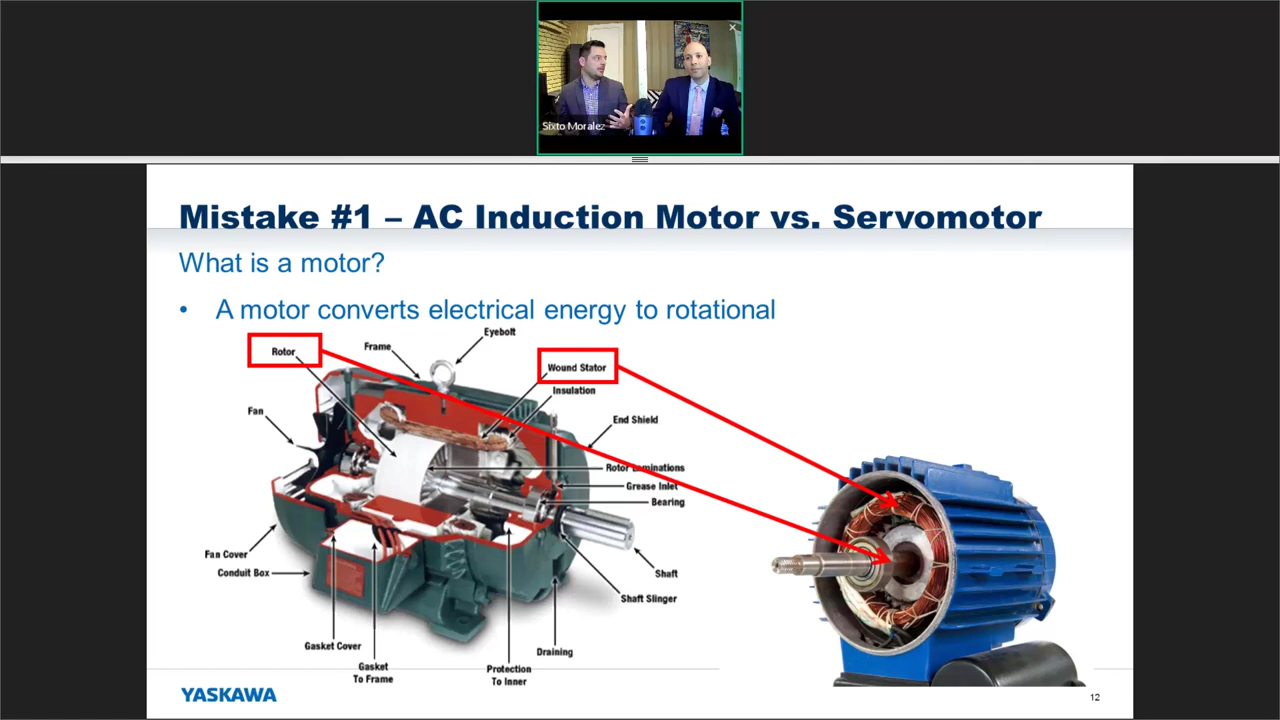 Sixto Moralez
Mistake #1 – AC Induction Motor vs. Servomotor
What is a motor?
• A motor converts electrical energy to rotational
Eyebolt
Rotor
Frame
Wound Stator
Insulation
Fan
End Shield
Rotor Laminations
Grease Inlet
Bearing
Fan Cover
Conduit Box
Shaft
Shaft Slinger
Gasket Cover
Draining
Gasket
To Frame
Protection
To Inner
YASKAWA
12